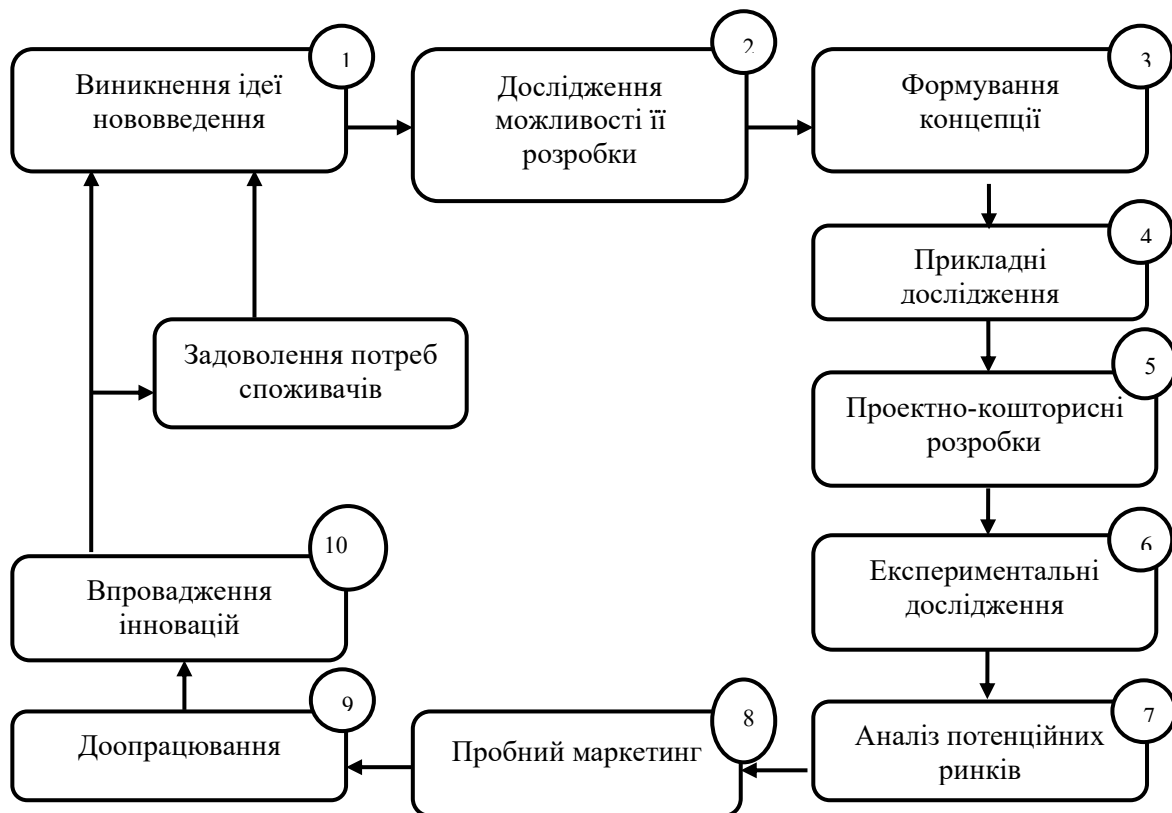 1
Виникнення ідеї
нововведення
2
Дослідження
можливості її
розробки
3
Формування
концепції
4
Прикладні
дослідження
5
Проектно-кошторисні
розробки
6
Експериментальні
дослідження
7
Аналіз потенційних
ринків
8
Пробний маркетинг
9
Доопрацювання
10
Впровадження
інновацій
Задоволення потреб
споживачів